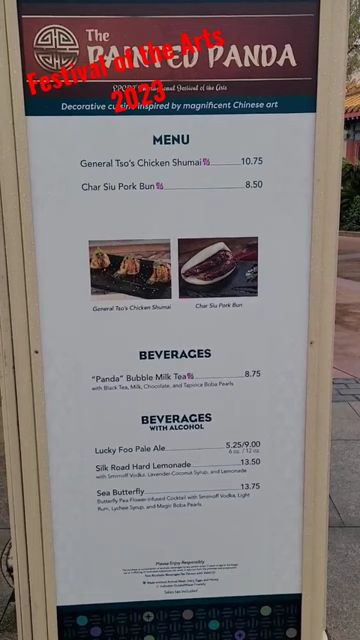 The
PAINTED PANDA
Festival of the Arts
2023
EPCOT International Festival of the Arts
Decorative cuisine inspired by magnificent Chinese art
MENU
General Tso's Chicken Shumai 10.75
Char Siu Pork Bun 8.50
General Tso's Chicken Shumai
Char Siu Pork Bun
BEVERAGES
"Panda" Bubble Milk Tea 8.75
with Black Tea, Milk, Chocolate, and Tapioca Boba Pearls
BEVERAGES
WITH ALCOHOL
Lucky Foo Pale Ale 5.25/9.00
6 oz. / 12 oz.
Silk Road Hard Lemonade 13.50
with Smirnoff Vodka, Lavender-Coconut Syrup, and Lemonade
Sea Butterfly 13.75
Butterfly Pea Flower-infused Cocktail with Smirnoff Vodka, Light
Rum, Lychee Syrup, and Magic Boba Pearls
Please Enjoy Responsibly.
Sales tax included